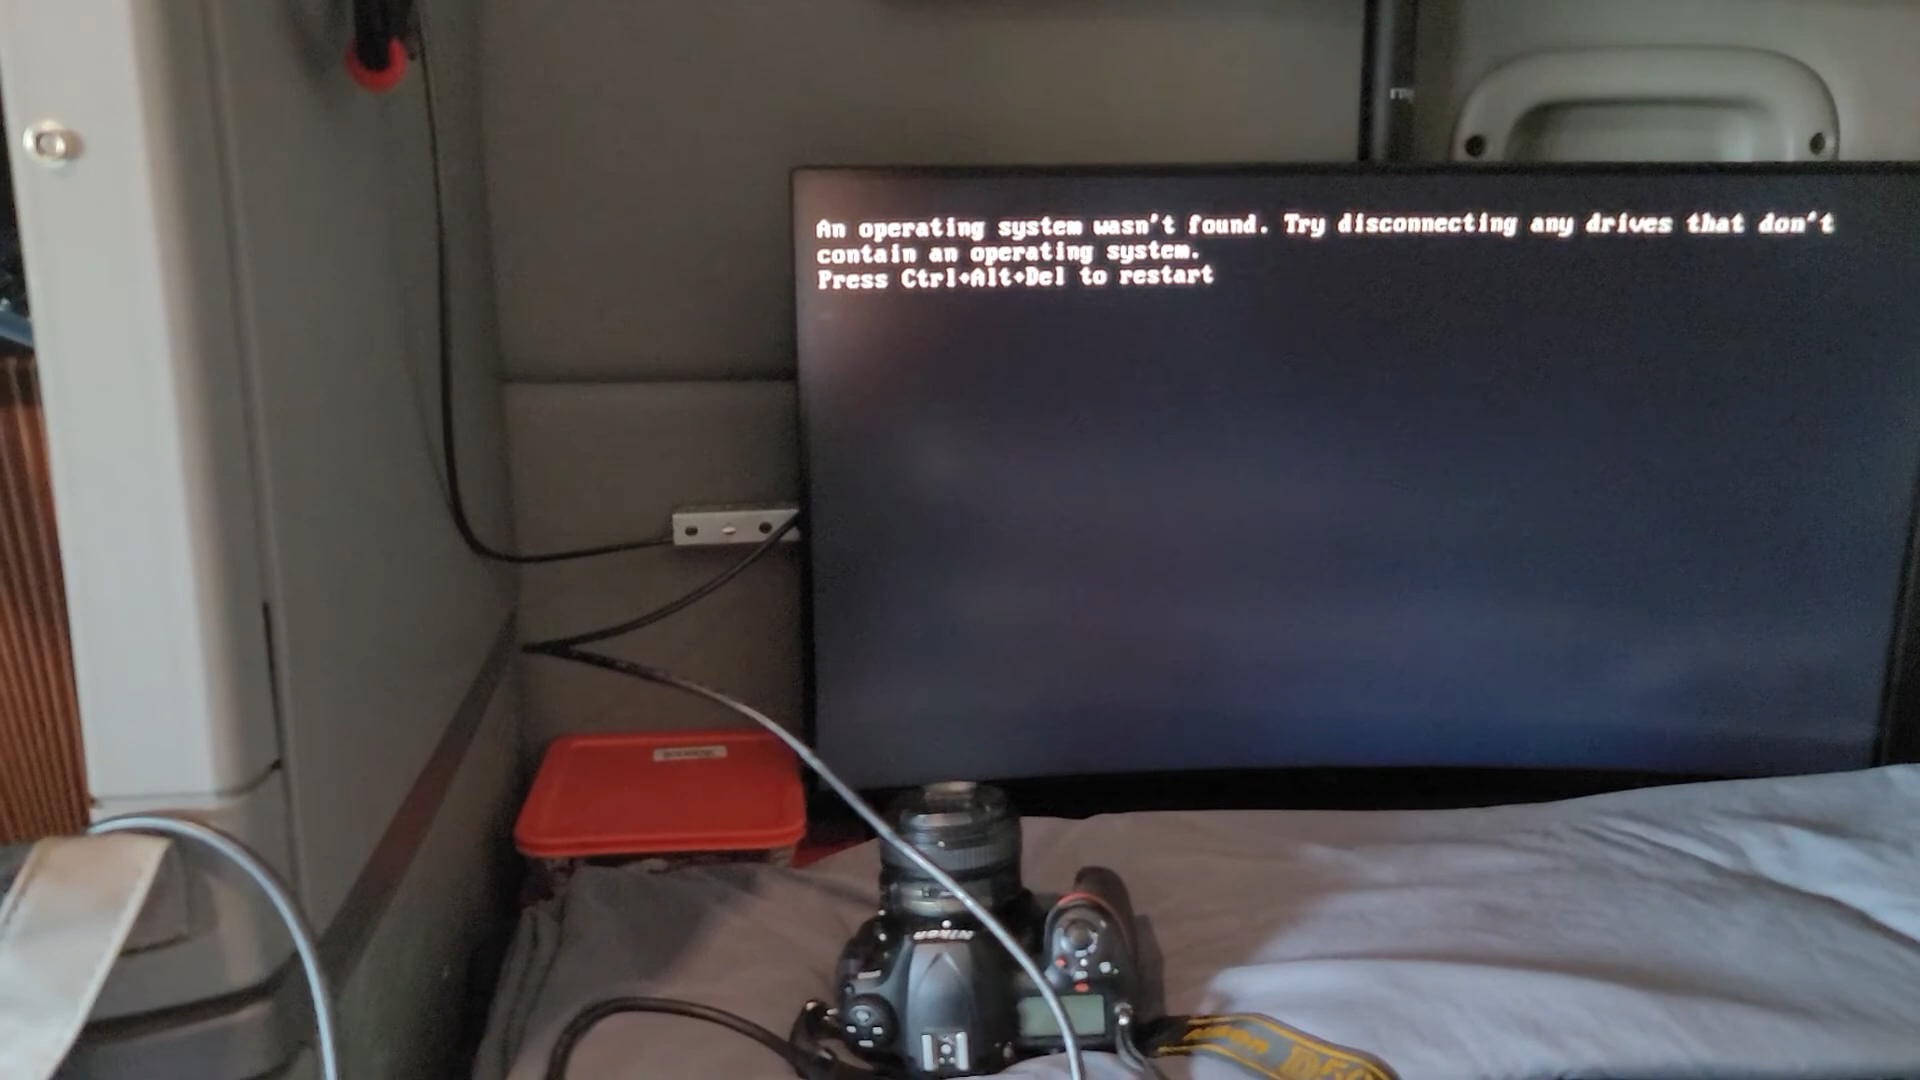 An operating system wasn't found. Try disconnecting any drives that don't
contain an operating system.
Press Ctrl+Alt+Del to restart
Nikon